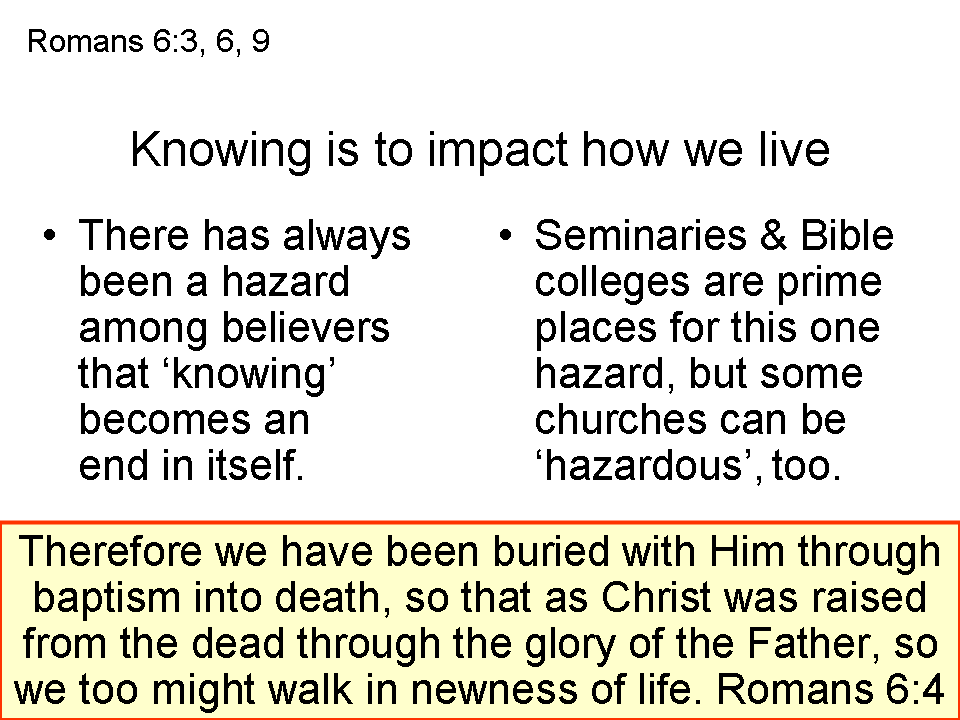 Romans 6:3, 6, 9
Knowing is to impact how we live
• There has always
been a hazard
among believers
that ‘knowing’
becomes an
end in itself.
• Seminaries & Bible
colleges are prime
places for this one
hazard, but some
churches can be
‘hazardous’, too.
Therefore we have been buried with Him through
baptism into death, so that as Christ was raised
from the dead through the glory of the Father, so
we too might walk in newness of life. Romans 6:4